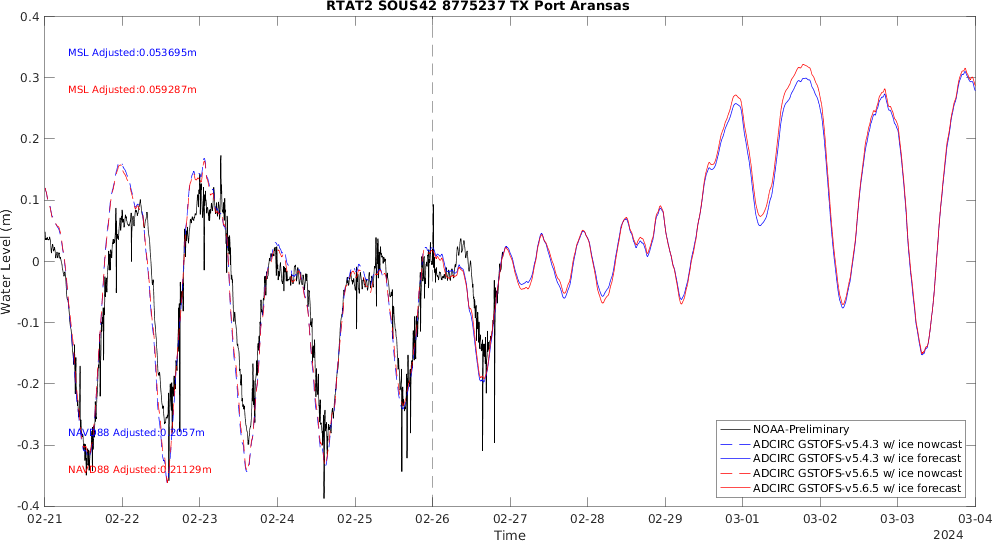 RTAT2 SOUS42 8775237 TX Port Aransas
0.4
0.3
0.2
0.1
0
-0.1
-0.2
-0.3
-0.4
Water Level (m)
MSL Adjusted:0.053695m
MSL Adjusted:0.059287m
NAVD88 Adjusted:0.2057m
NAVD88 Adjusted:0.21129m
NOAA-Preliminary
ADCIRC GSTOFS-v5.4.3 w/ ice nowcast
ADCIRC GSTOFS-v5.4.3 w/ ice forecast
ADCIRC GSTOFS-v5.6.5 w/ ice nowcast
ADCIRC GSTOFS-v5.6.5 w/ ice forecast
02-21 02-22 02-23 02-24 02-25 02-26 02-27 02-28 02-29 03-01 03-02 03-03 03-04
Time
2024